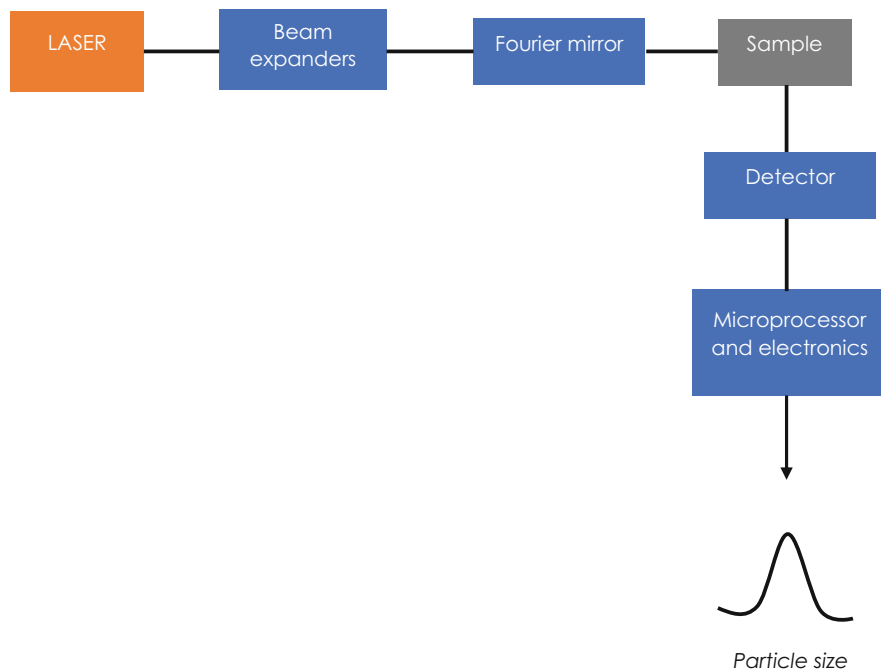 LASER
Beam
expanders
Fourier mirror
Sample
Detector
Microprocessor
and electronics
Particle size